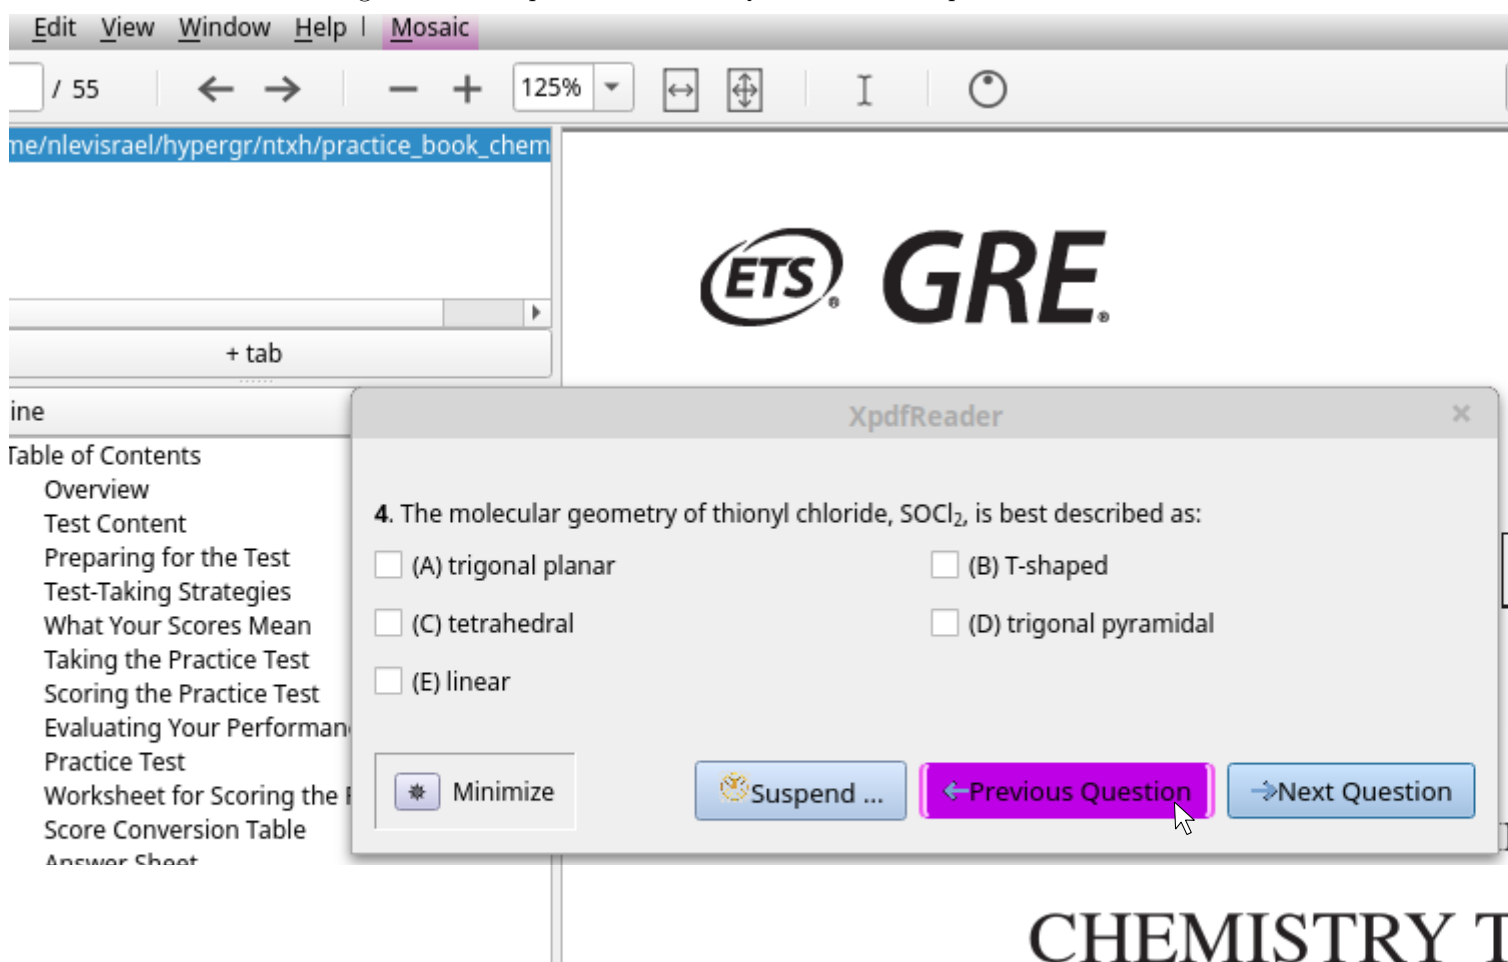 Edit View Window Help | Mosaic
/ 55
125%
me/nlevisrael/hypergr/ntxh/practice_book_chem
ETS® GRE®
+ tab
ine
XpdfReader
Table of Contents
Overview
Test Content
Preparing for the Test
Test-Taking Strategies
What Your Scores Mean
Taking the Practice Test
Scoring the Practice Test
Evaluating Your Performan
Practice Test
Worksheet for Scoring the
Score Conversion Table
Answer Sheet
4. The molecular geometry of thionyl chloride, SOCl₂, is best described as:
(A) trigonal planar
(B) T-shaped
(C) tetrahedral
(D) trigonal pyramidal
(E) linear
Minimize
Suspend ...
←Previous Question
→Next Question
CHEMISTRY T